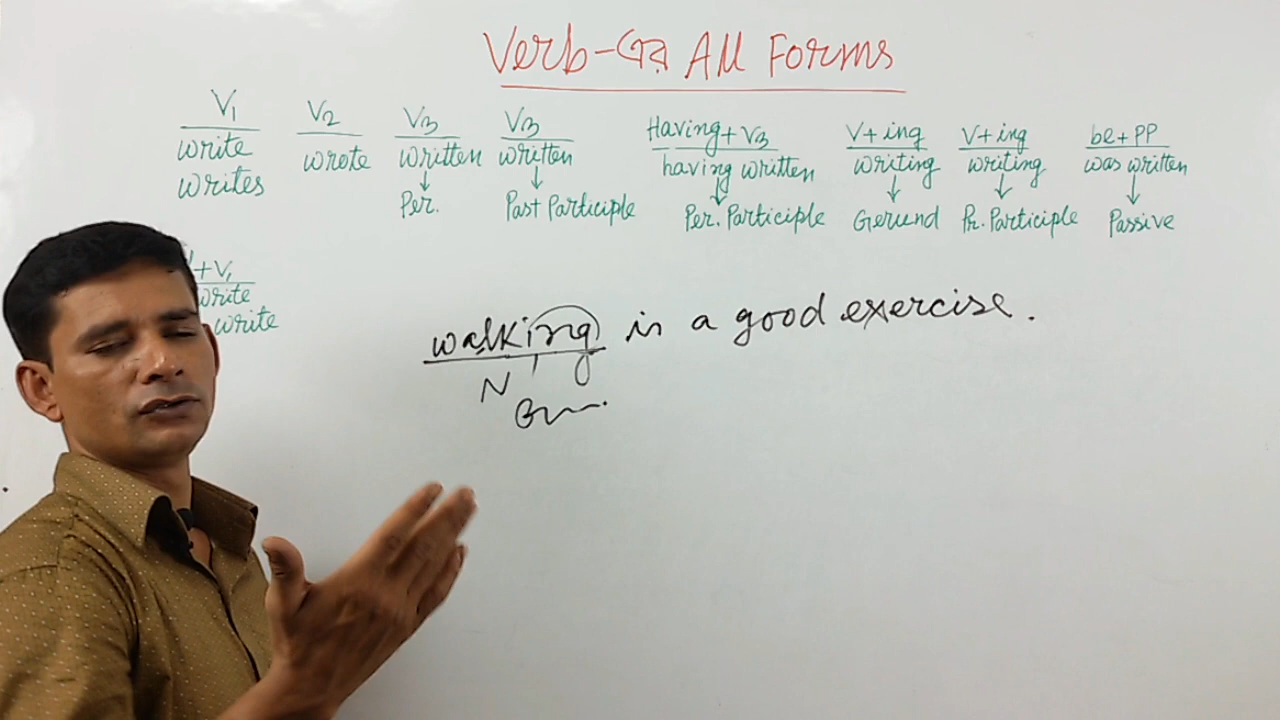 Verb-এর All Forms
V1 V2 V3 V3 Having+V3 V+ing V+ing be+PP
write wrote written written having written writing writing was written
writes
Per. Past Participle Per. Participle Gerund Pr. Participle Passive
+V1
write
write
walking is a good exercise.
N